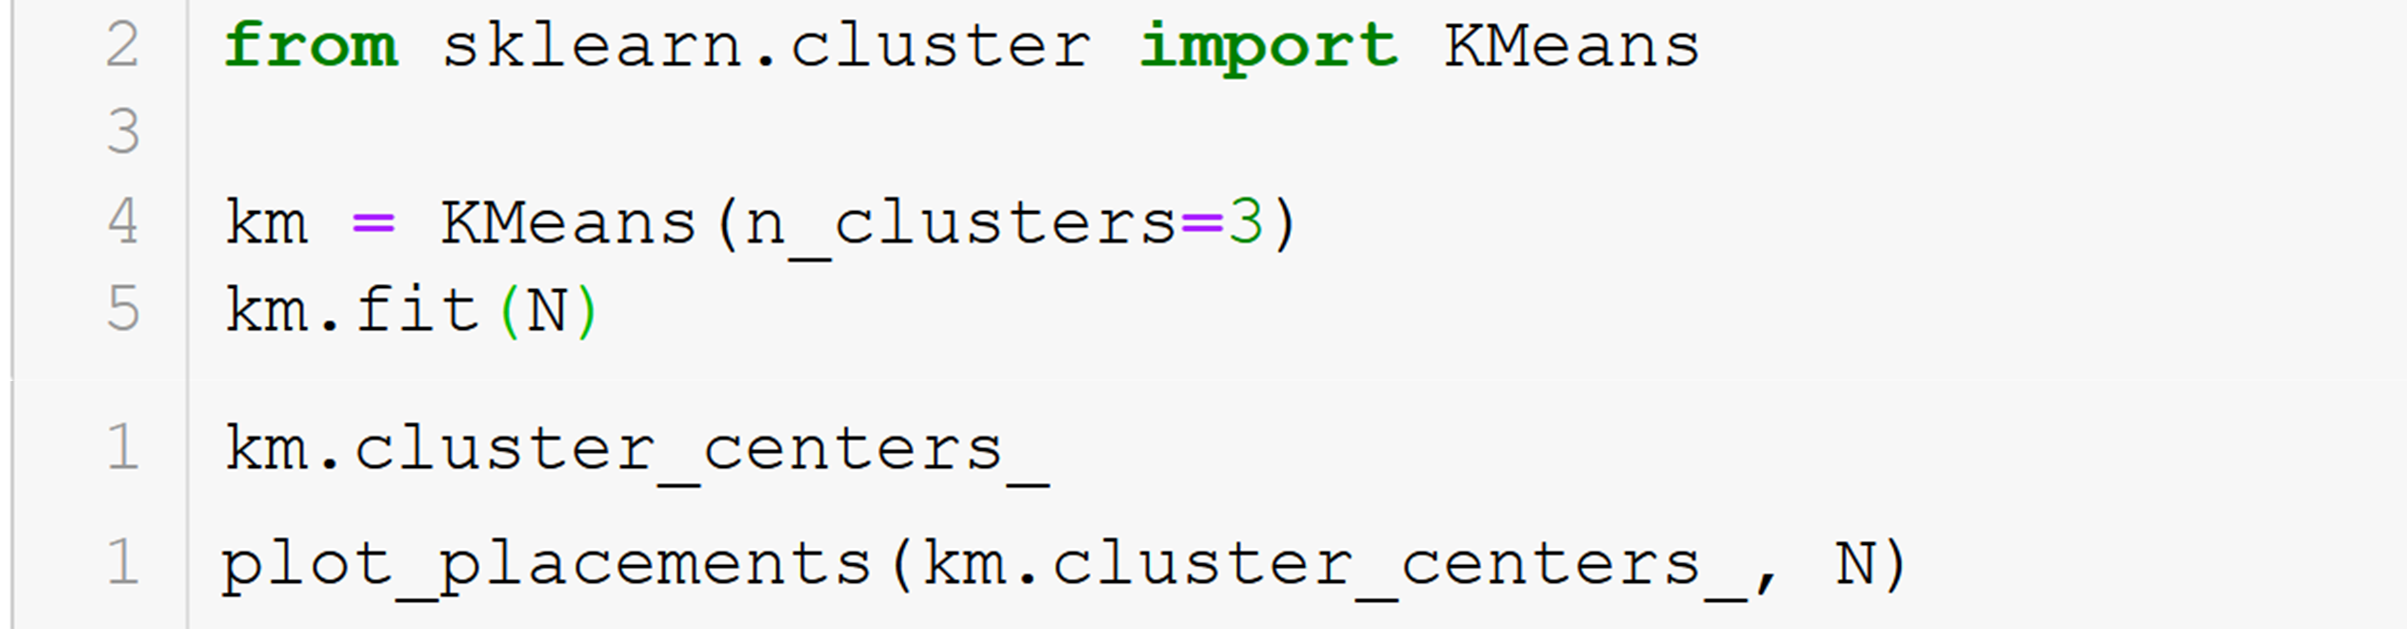 2 from sklearn.cluster import KMeans
3
4 km = KMeans(n_clusters=3)
5 km.fit(N)
1 km.cluster_centers_
1 plot_placements(km.cluster_centers_, N)